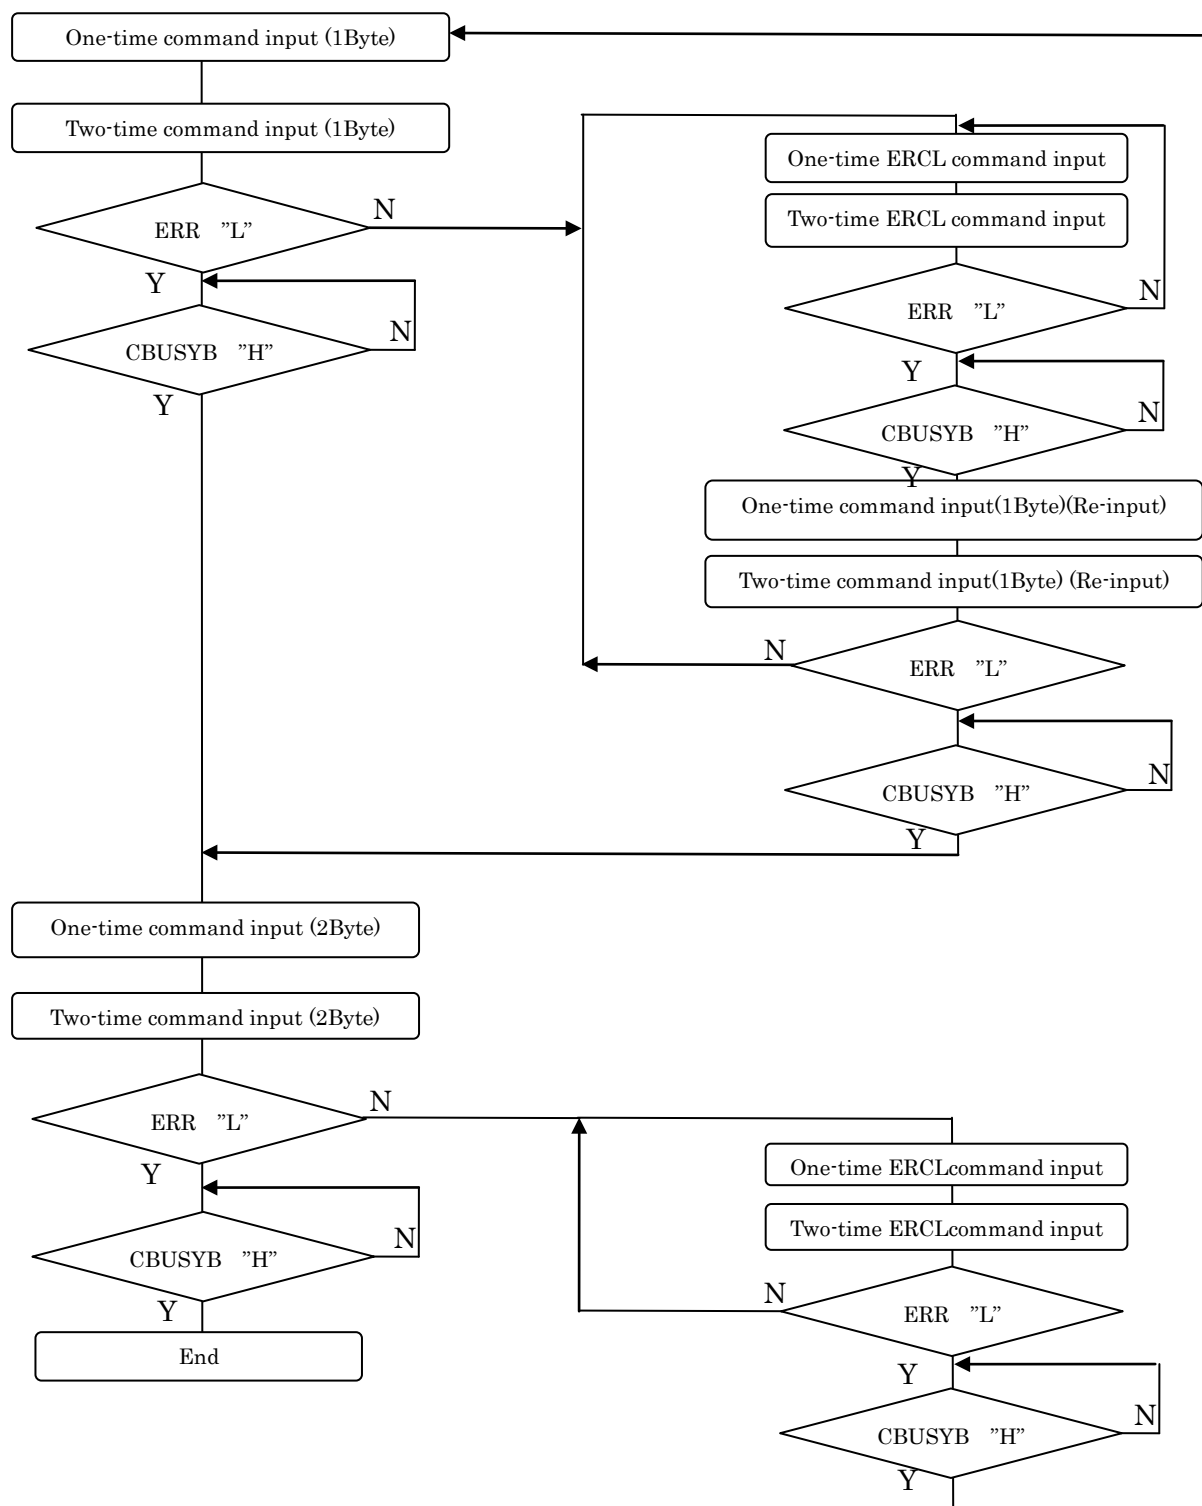 One-time command input (1Byte)
Two-time command input (1Byte)
ERR ”L”
N
Y
CBUSYB ”H”
N
Y
One-time ERCL command input
Two-time ERCL command input
ERR ”L”
N
Y
CBUSYB ”H”
N
Y
One-time command input(1Byte)(Re-input)
Two-time command input(1Byte) (Re-input)
N
ERR ”L”
CBUSYB ”H”
N
Y
One-time command input (2Byte)
Two-time command input (2Byte)
ERR ”L”
N
Y
CBUSYB ”H”
N
Y
End
One-time ERCLcommand input
Two-time ERCLcommand input
N
ERR ”L”
Y
CBUSYB ”H”
N
Y